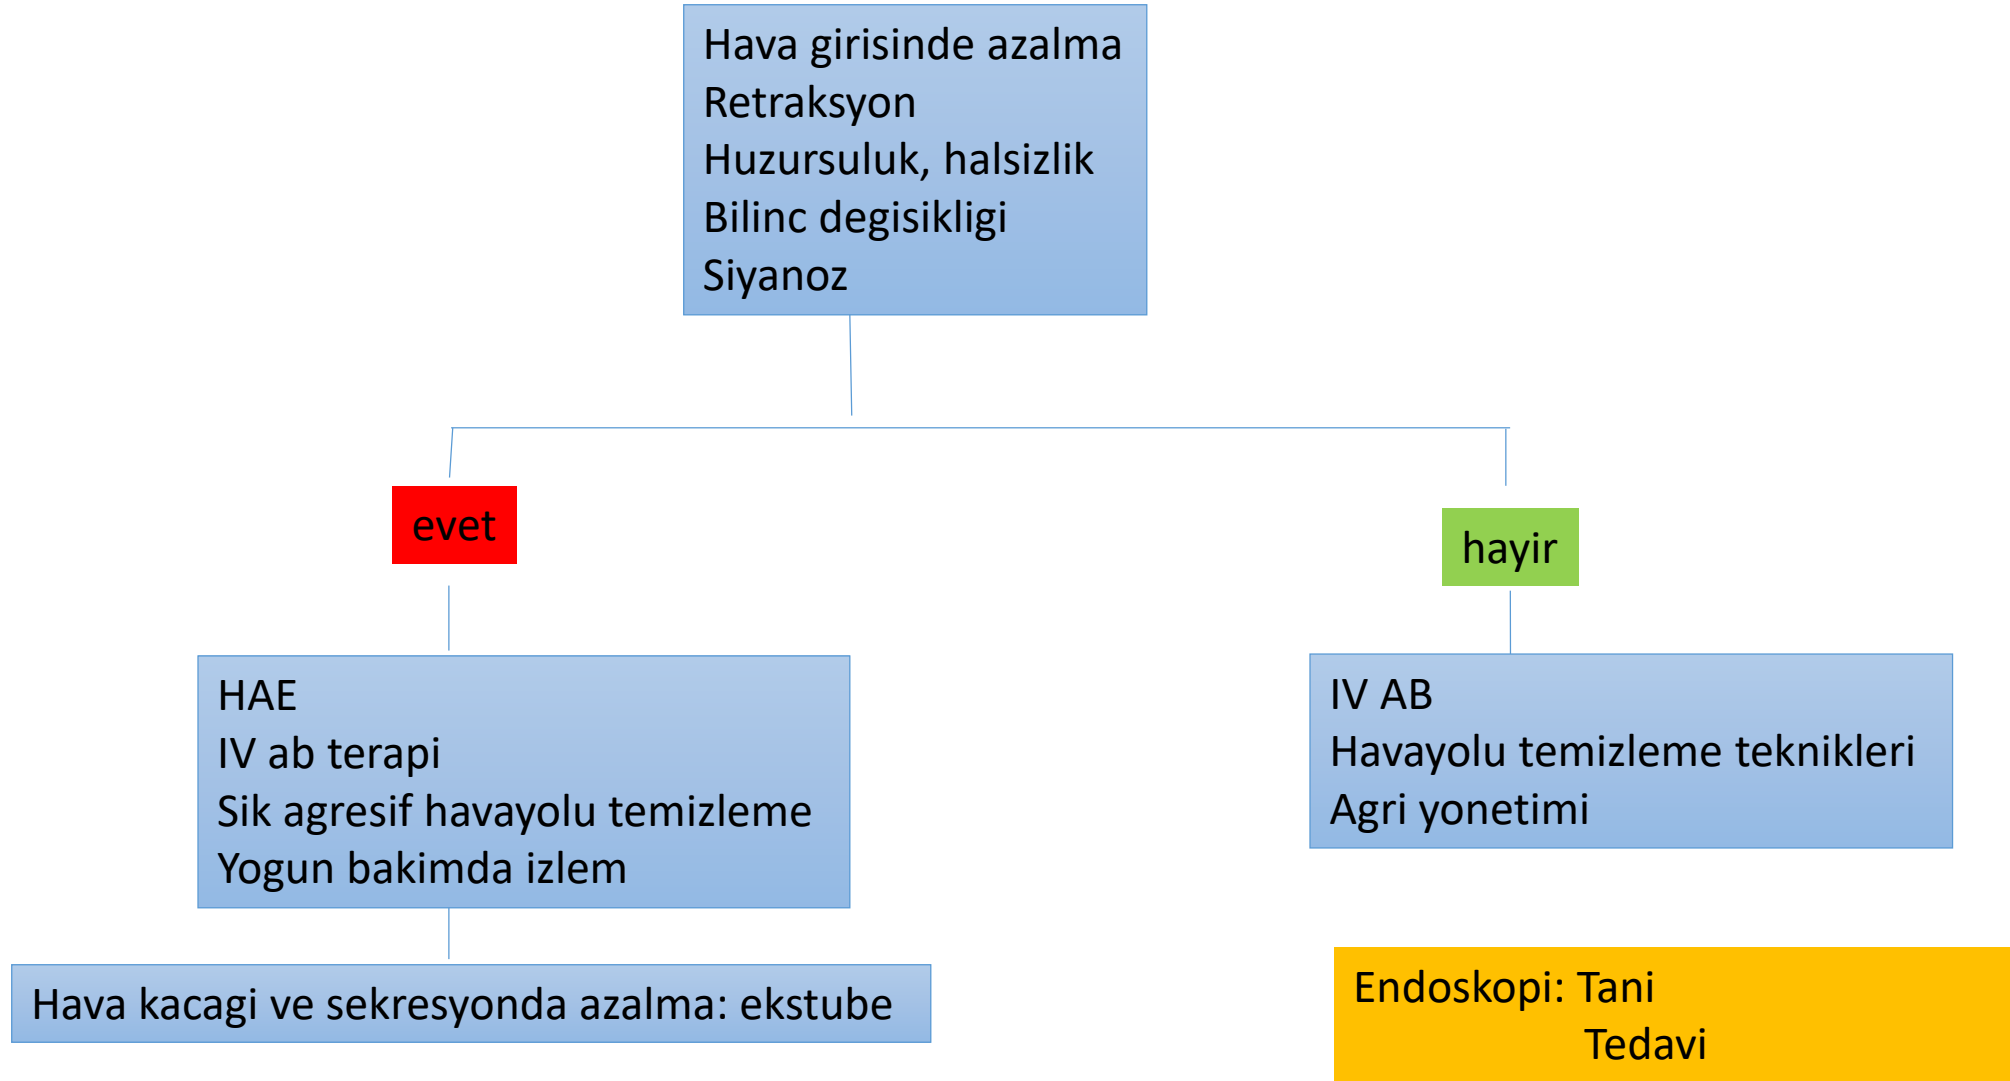 Hava girisinde azalma
Retraksyon
Huzursuluk, halsizlik
Bilinc degisikligi
Siyanoz
evet
hayir
HAE
IV ab terapi
Sik agresif havayolu temizleme
Yogun bakimda izlem
IV AB
Havayolu temizleme teknikleri
Agri yonetimi
Hava kacagi ve sekresyonda azalma: ekstube
Endoskopi: Tani
Tedavi